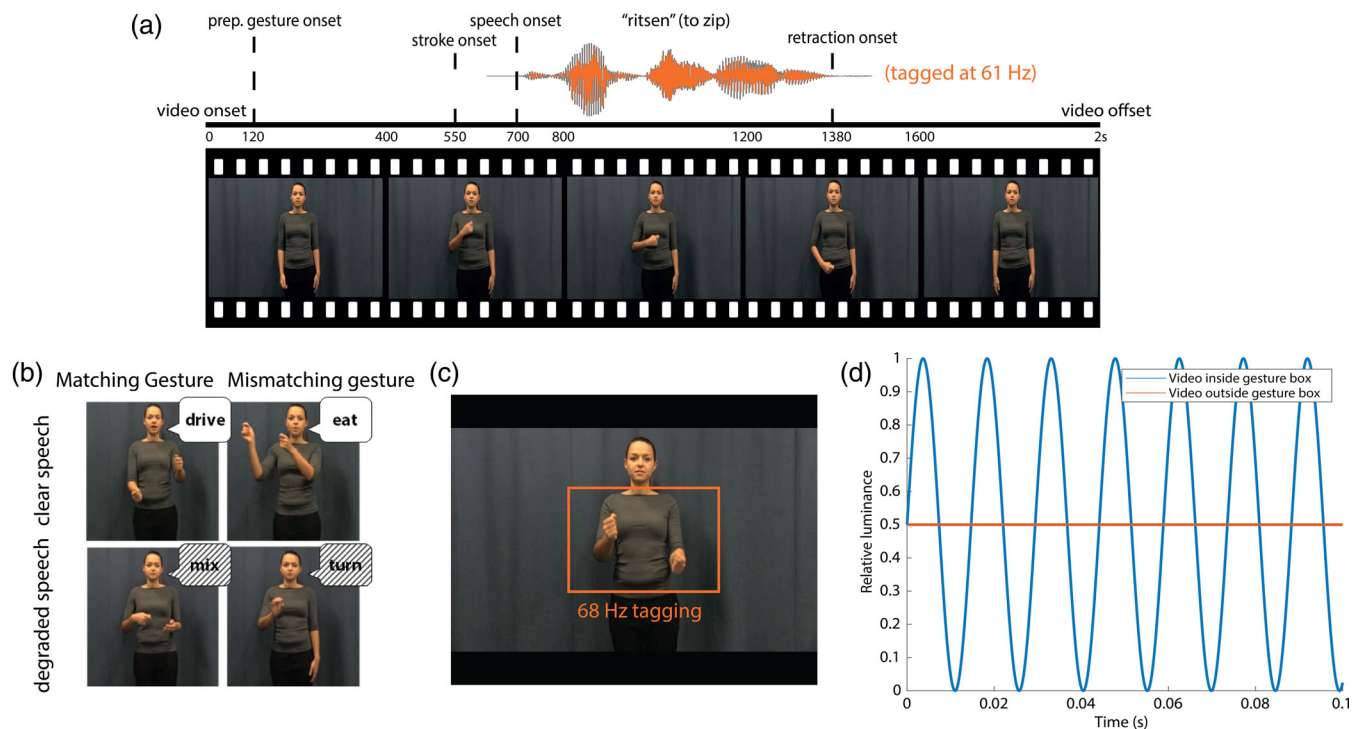 (a)
prep. gesture onset
speech onset
"ritsen" (to zip)
stroke onset
retraction onset
(tagged at 61 Hz)
video onset
video offset
0 120 400 550 700 800 1200 1380 1600 2s
(b)
Matching Gesture Mismatching gesture
clear speech
drive
eat
degraded speech
mix
turn
(c)
68 Hz tagging
(d)
Relative luminance
1
0.9
0.8
0.7
0.6
0.5
0.4
0.3
0.2
0.1
0
Video inside gesture box
Video outside gesture box
0 0.02 0.04 0.06 0.08 0.1
Time (s)